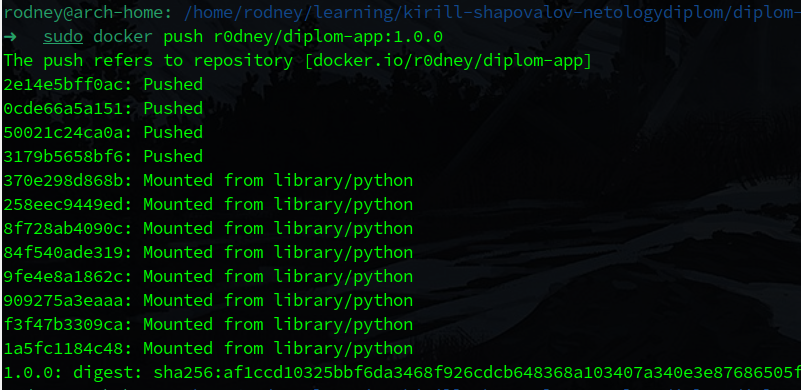 rodney@arch-home: /home/rodney/learning/kirill-shapovalov-netologydiplom/diplom-
➜ sudo docker push r0dney/diplom-app:1.0.0
The push refers to repository [docker.io/r0dney/diplom-app]
2e14e5bff0ac: Pushed
0cde66a5a151: Pushed
50021c24ca0a: Pushed
3179b5658bf6: Pushed
370e298d868b: Mounted from library/python
258eec9449ed: Mounted from library/python
8f728ab4090c: Mounted from library/python
84f540ade319: Mounted from library/python
9fe4e8a1862c: Mounted from library/python
909275a3eaaa: Mounted from library/python
f3f47b3309ca: Mounted from library/python
1a5fc1184c48: Mounted from library/python
1.0.0: digest: sha256:af1ccd10325bbf6da3468f926cdcb648368a103407a340e3e87686505f